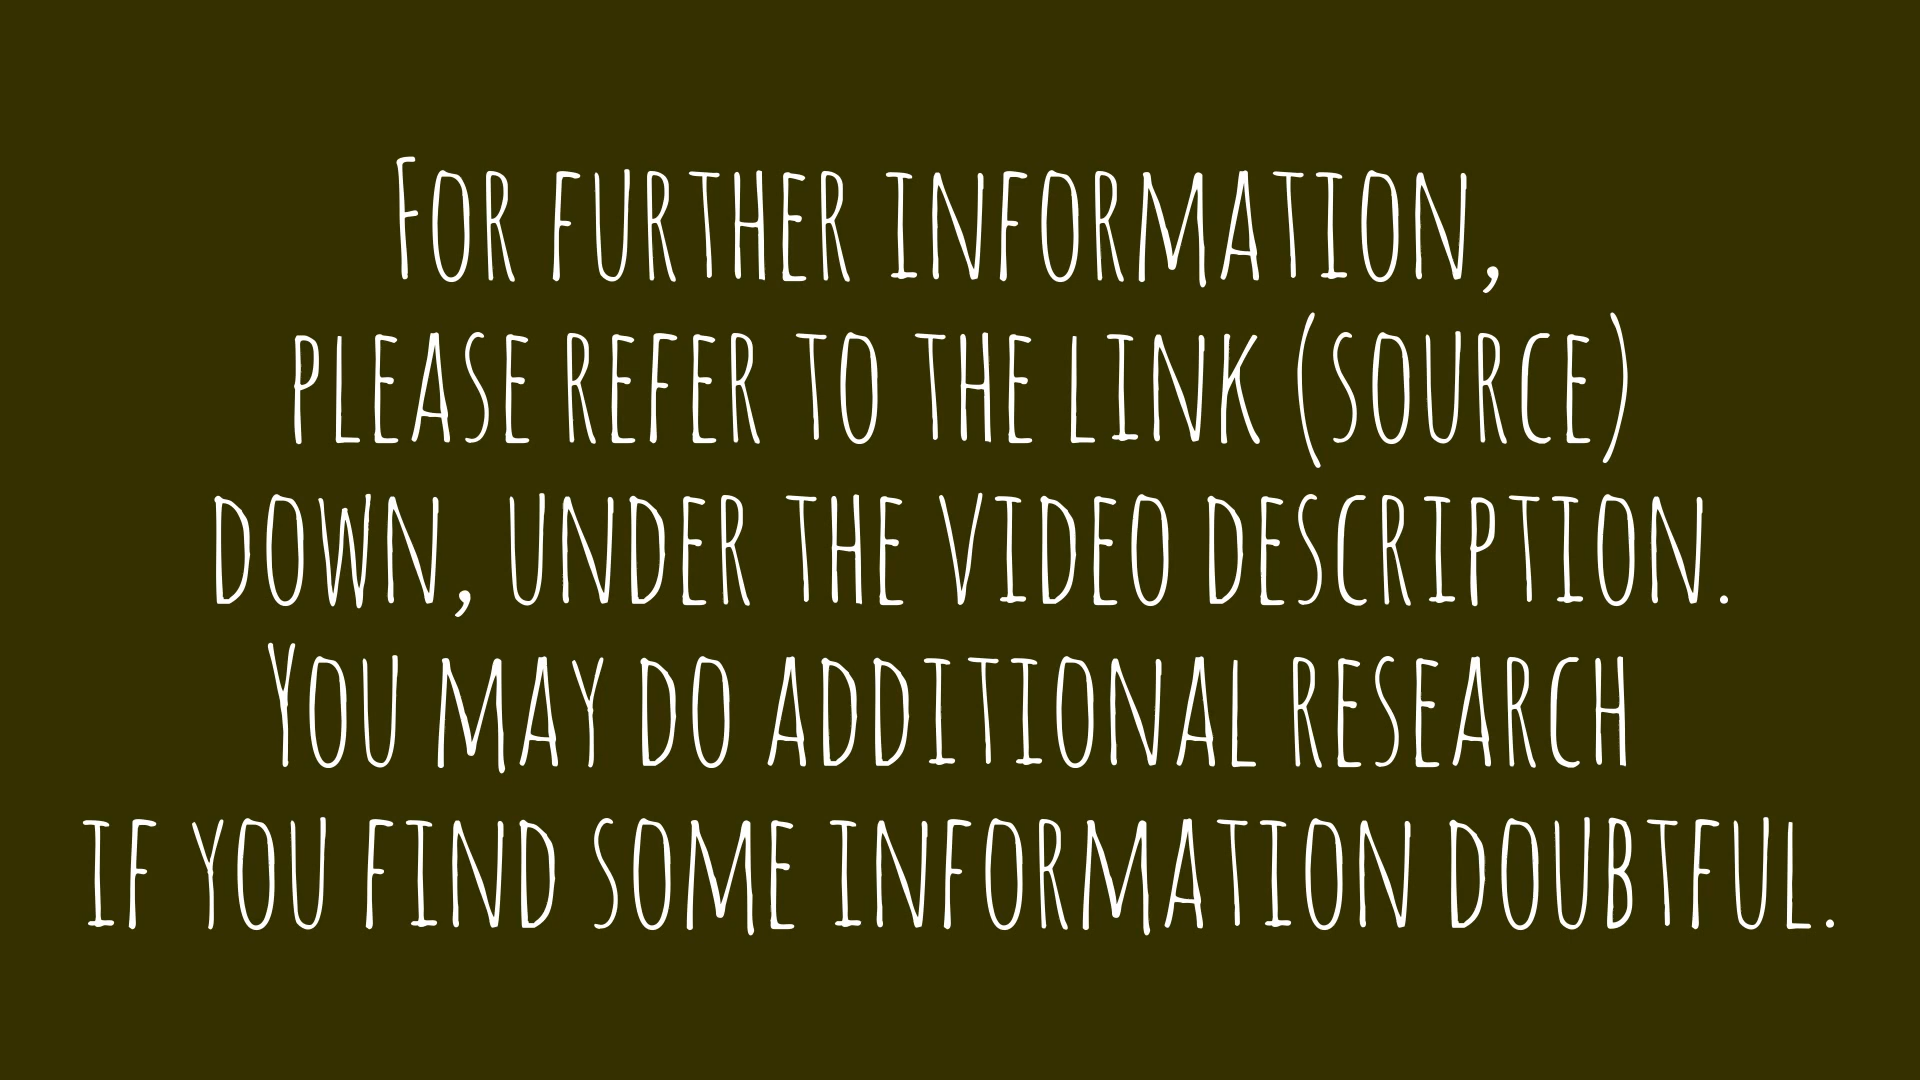 For further information,
please refer to the link (source)
down, under the video description.
You may do additional research
if you find some information doubtful.